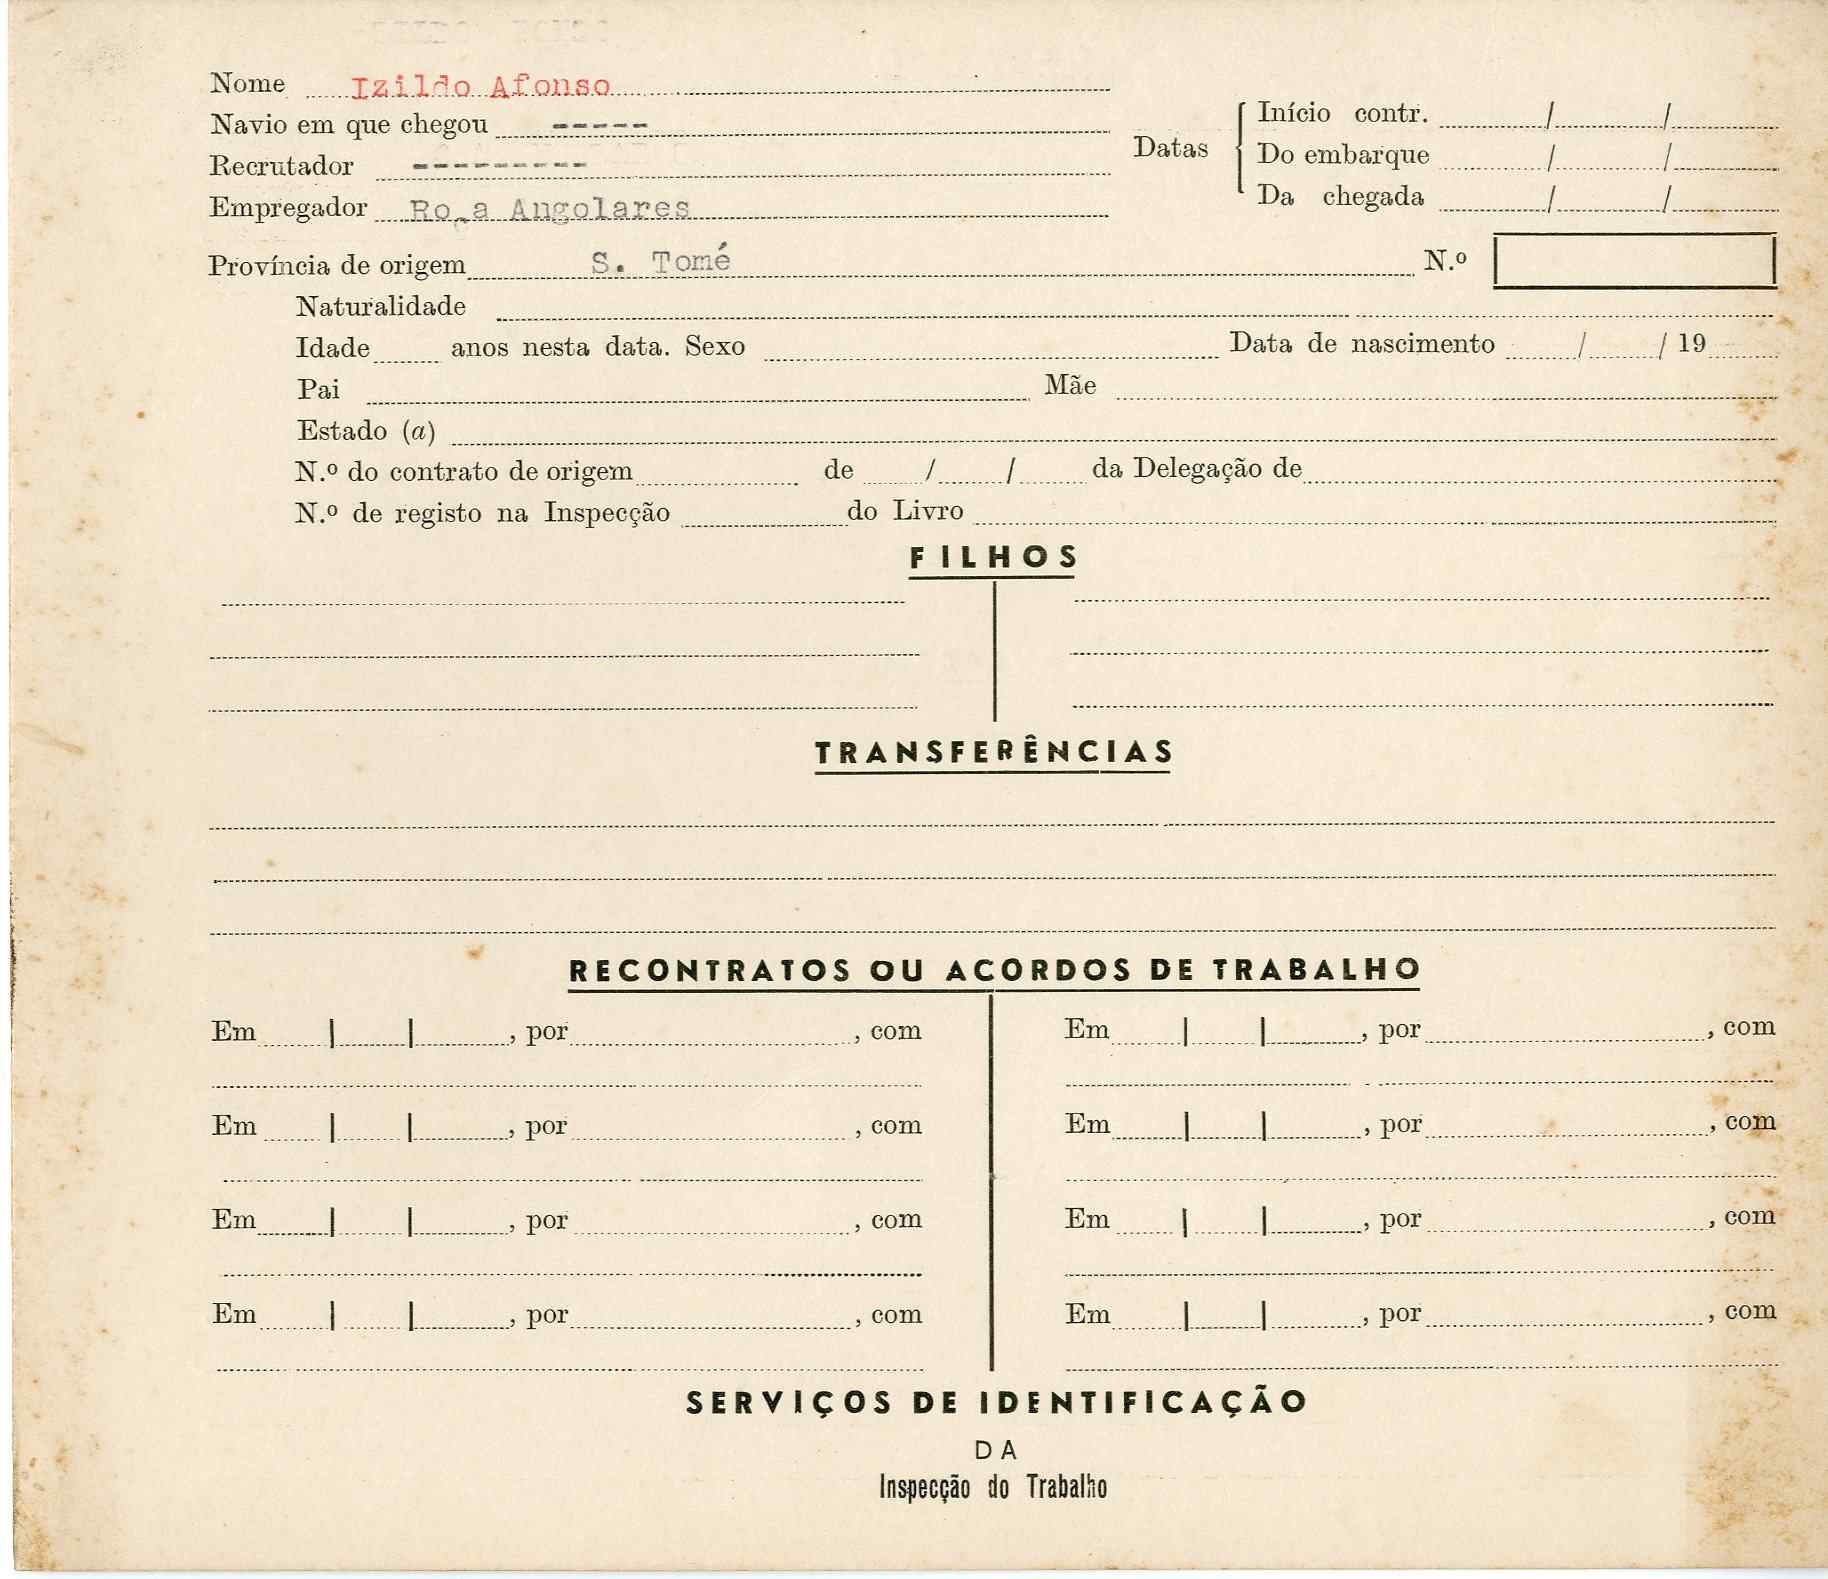 Nome Izildo Afonso
Navio em que chegou -----
Recrutador ---------
Empregador Ro,a Angolares
Datas
Início contr. / /
Do embarque / /
Da chegada / /
Província de origem S. Tomé N.º
Naturalidade
Idade anos nesta data. Sexo Data de nascimento / / 19
Pai Mãe
Estado (a)
N.º do contrato de origem de / / da Delegação de
N.º de registo na Inspecção do Livro
FILHOS
TRANSFERÊNCIAS
RECONTRATOS OU ACORDOS DE TRABALHO
Em | | , por , com Em | | , por , com
Em | | , por , com Em | | , por , com
Em | | , por , com Em | | , por , com
Em | | , por , com Em | | , por , com
SERVIÇOS DE IDENTIFICAÇÃO
DA
Inspecção do Trabalho